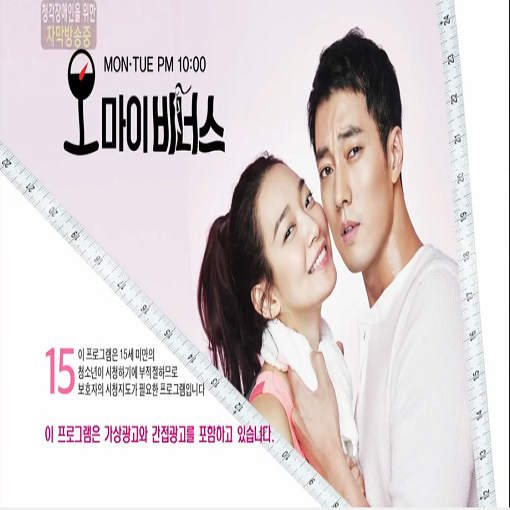 청각장애인을 위한
자막방송중
MON·TUE PM 10:00
오 마이 비너스
15
이 프로그램은 15세 미만의
청소년이 시청하기에 부적절하므로
보호자의 시청지도가 필요한 프로그램입니다
이 프로그램은 가상광고와 간접광고를 포함하고 있습니다.